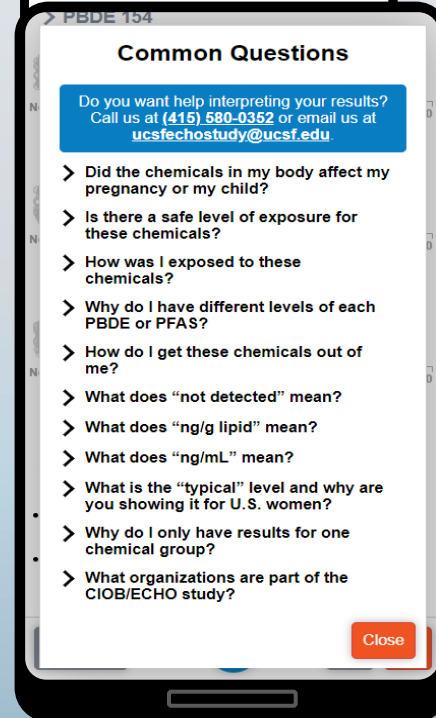 > PBDE 154
Common Questions
Do you want help interpreting your results?
Call us at (415) 580-0352 or email us at
ucsfechostudy@ucsf.edu.
> Did the chemicals in my body affect my
pregnancy or my child?
> Is there a safe level of exposure for
these chemicals?
> How was I exposed to these
chemicals?
> Why do I have different levels of each
PBDE or PFAS?
> How do I get these chemicals out of
me?
> What does “not detected” mean?
> What does “ng/g lipid” mean?
> What does “ng/mL” mean?
> What is the “typical” level and why are
you showing it for U.S. women?
> Why do I only have results for one
chemical group?
> What organizations are part of the
CIOB/ECHO study?
Close